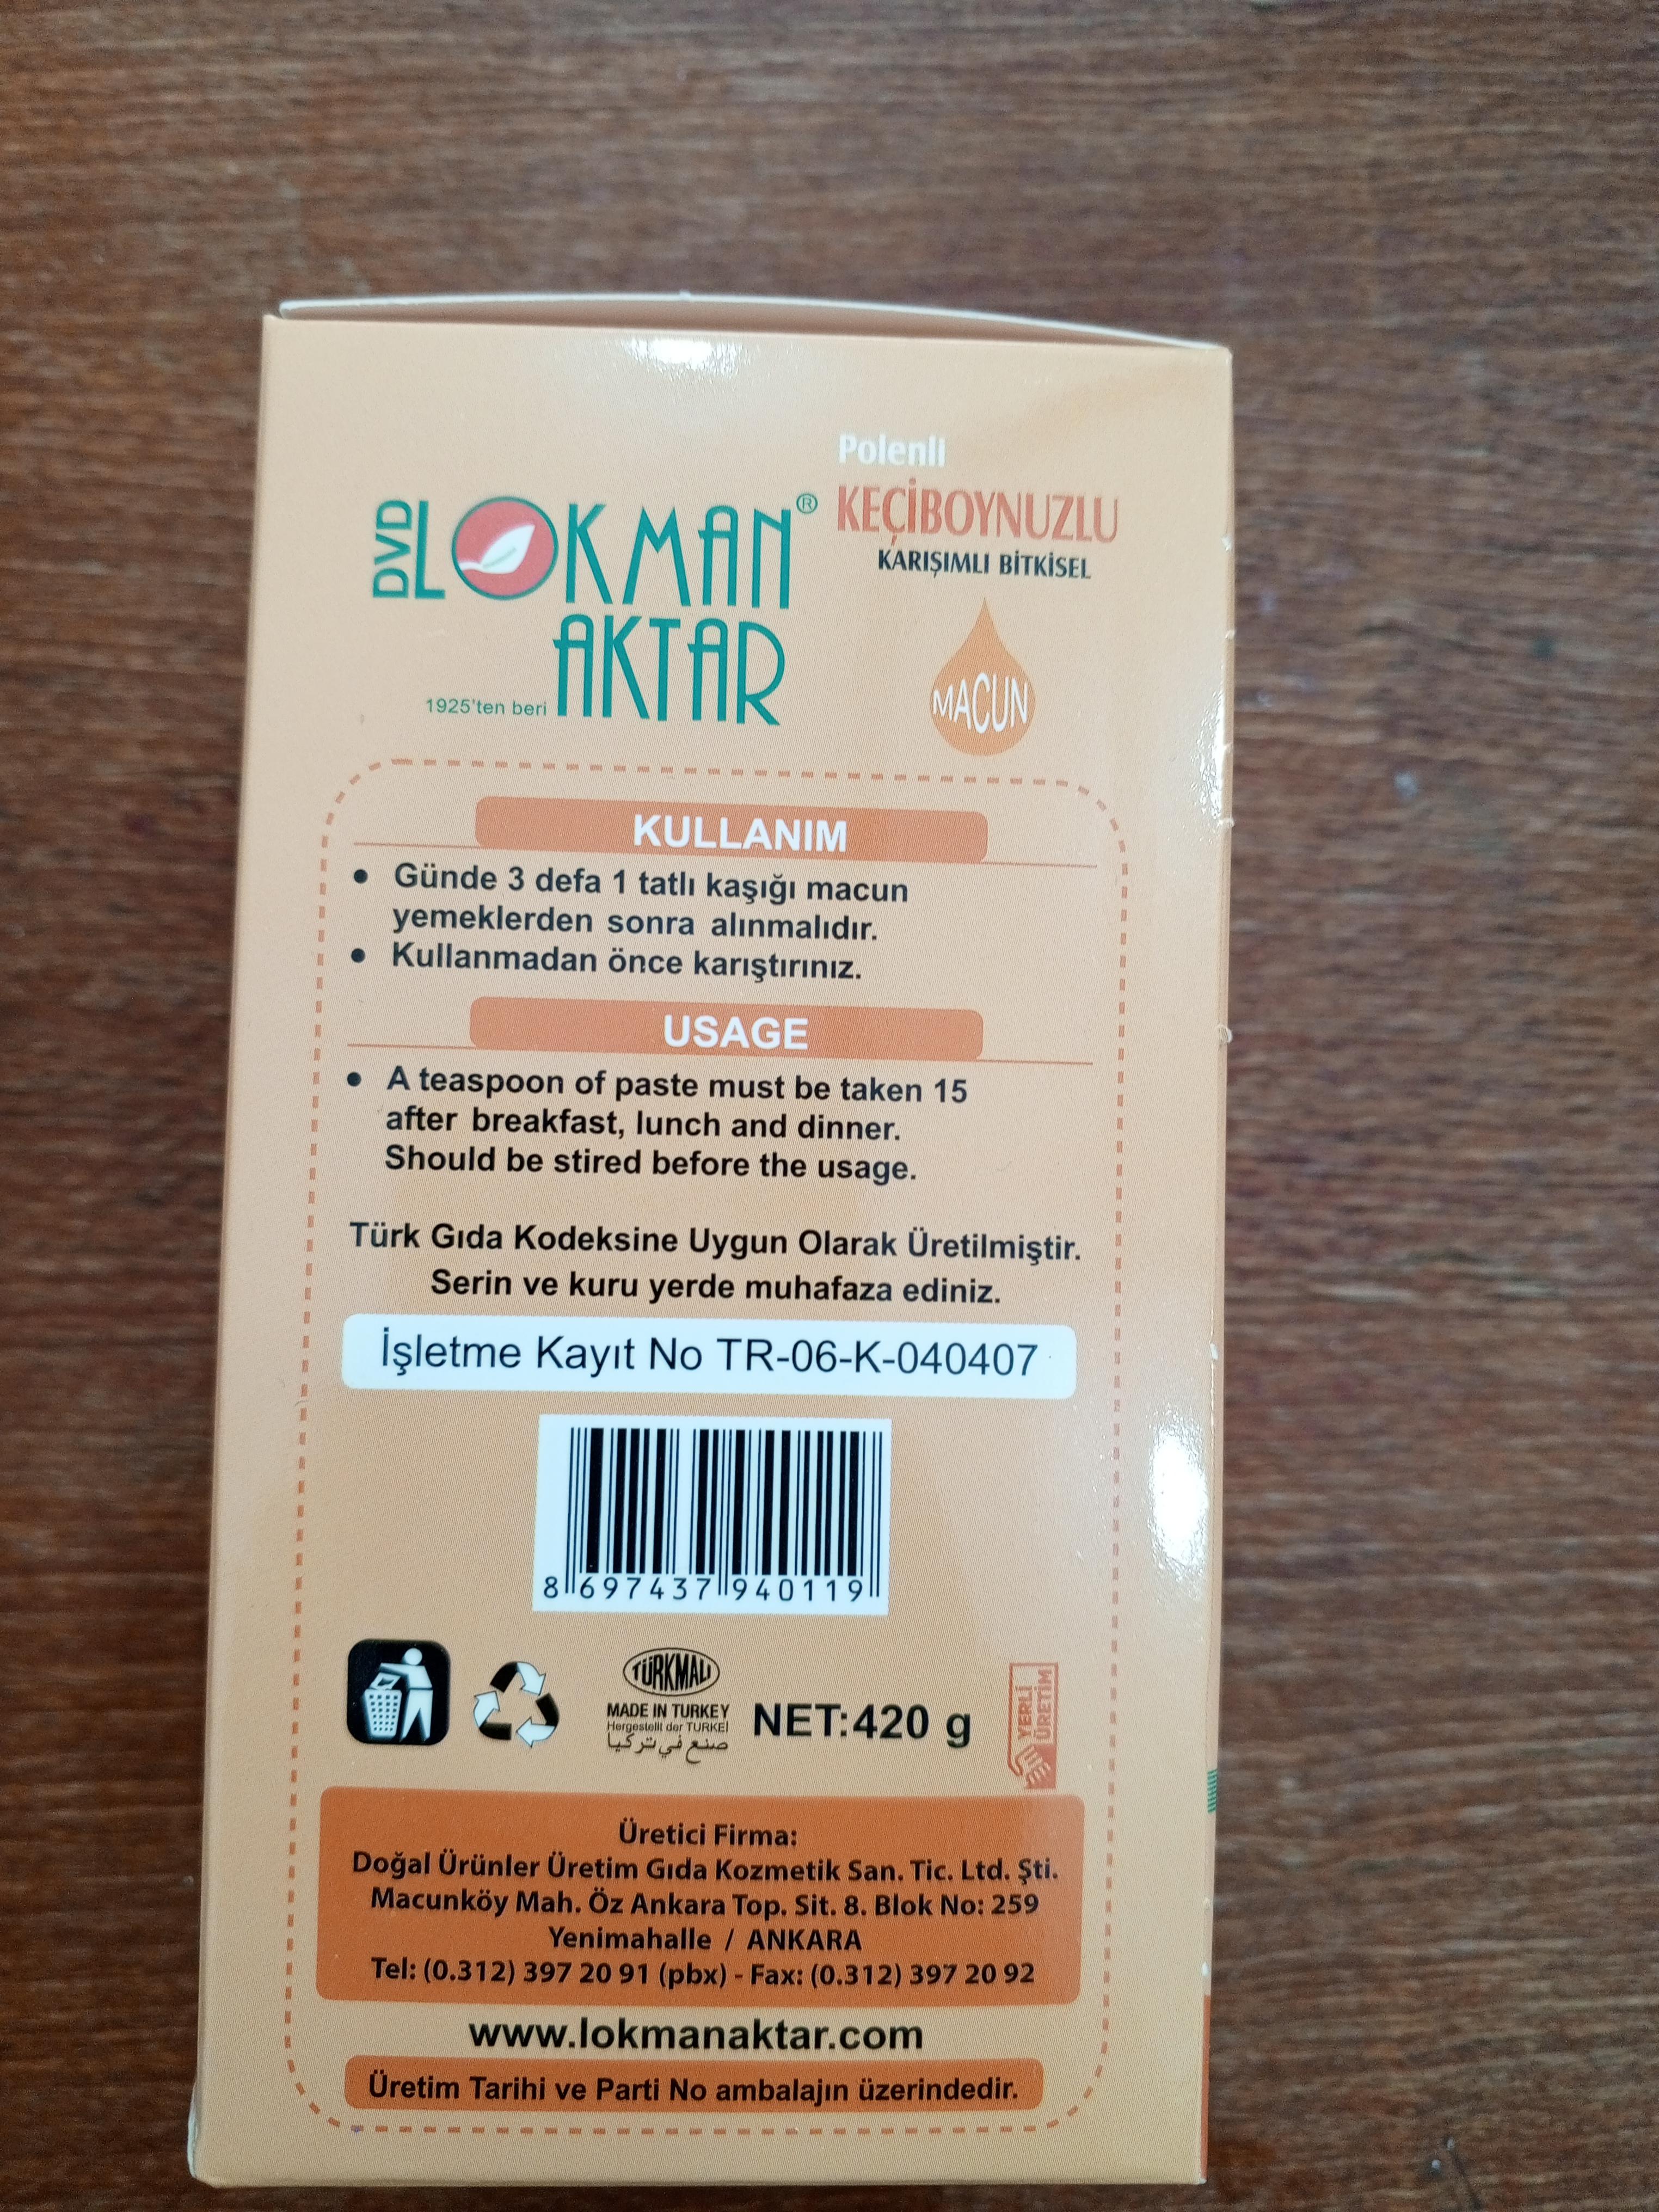 Polenli
KEÇİBOYNUZLU
KARIŞIMLI BİTKİSEL
MACUN
DVD LOKMAN®
AKTAR
1925'ten beri
KULLANIM
• Günde 3 defa 1 tatlı kaşığı macun
yemeklerden sonra alınmalıdır.
• Kullanmadan önce karıştırınız.
USAGE
• A teaspoon of paste must be taken 15
after breakfast, lunch and dinner.
Should be stired before the usage.
Türk Gıda Kodeksine Uygun Olarak Üretilmiştir.
Serin ve kuru yerde muhafaza ediniz.
İşletme Kayıt No TR-06-K-040407
8 697437 940119
TÜRKMALI
MADE IN TURKEY
Hergestellt der TURKEI
صنع في تركيا
NET:420 g
YERLİ
ÜRETİM
Üretici Firma:
Doğal Ürünler Üretim Gıda Kozmetik San. Tic. Ltd. Şti.
Macunköy Mah. Öz Ankara Top. Sit. 8. Blok No: 259
Yenimahalle / ANKARA
Tel: (0.312) 397 20 91 (pbx) - Fax: (0.312) 397 20 92
www.lokmanaktar.com
Üretim Tarihi ve Parti No ambalajın üzerindedir.